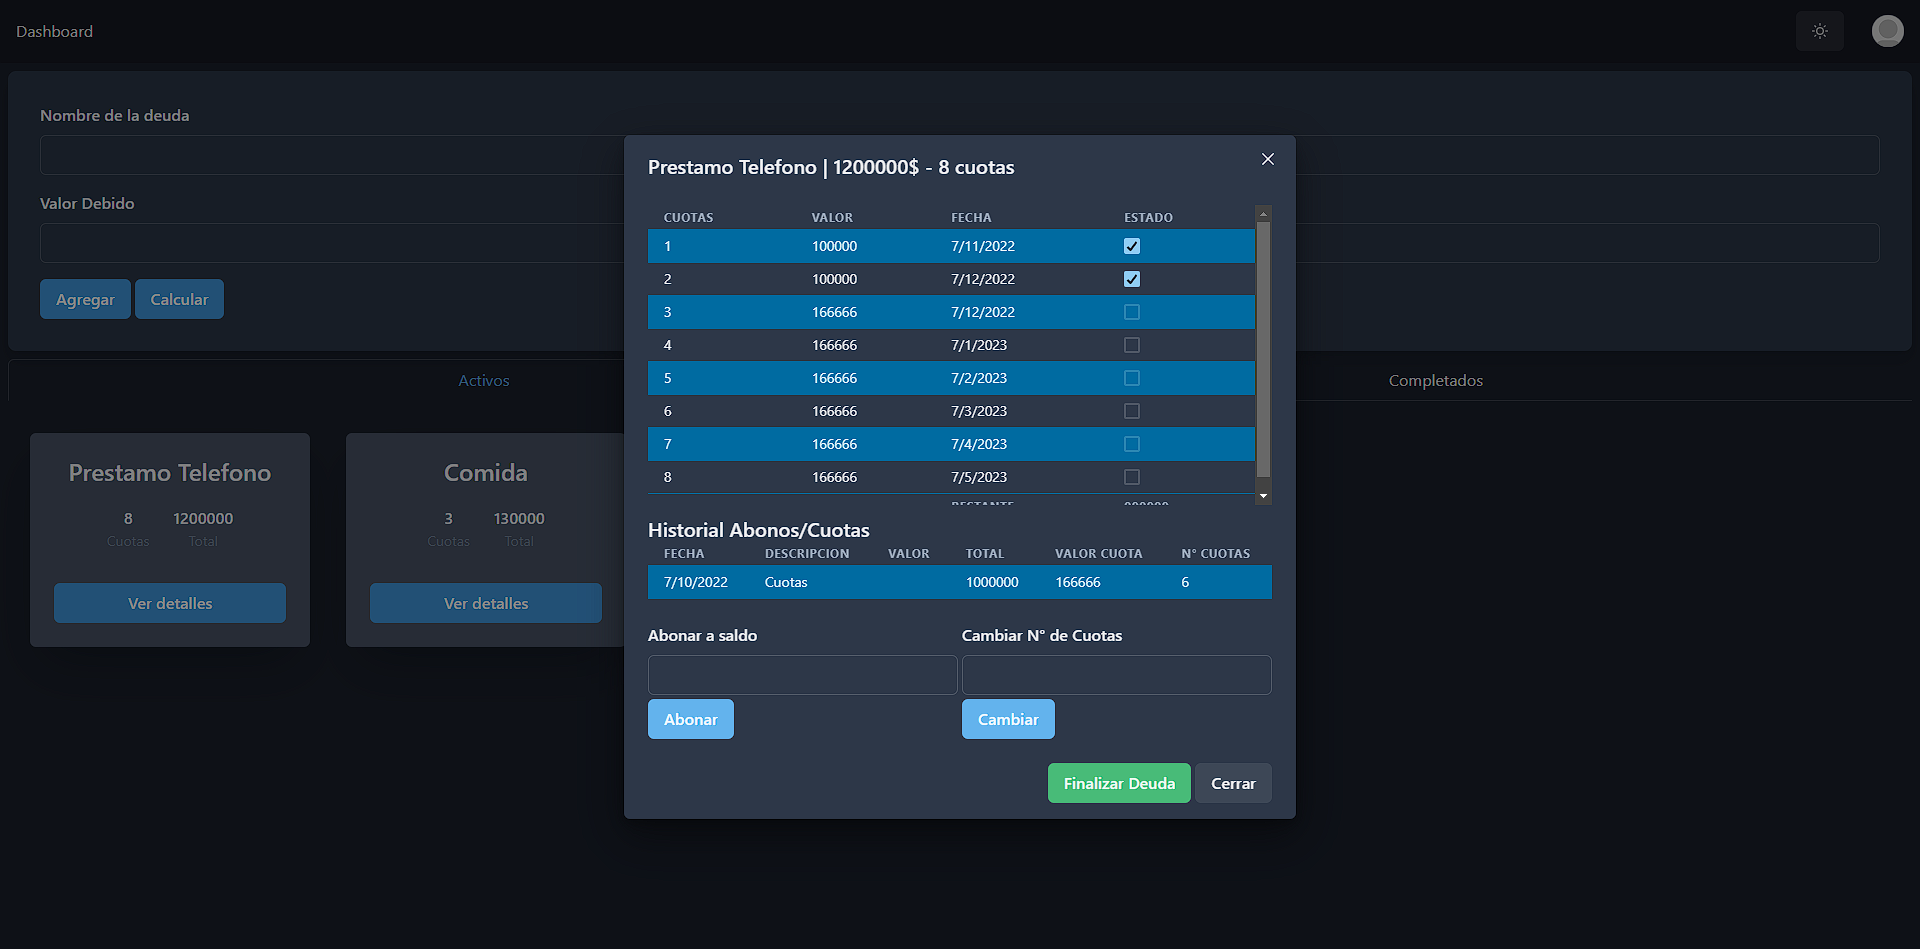 Dashboard
Nombre de la deuda
Valor Debido
Agregar Calcular
Activos Completados
Prestamo Telefono
8 1200000
Cuotas Total
Ver detalles
Comida
3 130000
Cuotas Total
Ver detalles
Prestamo Telefono | 1200000$ - 8 cuotas
CUOTAS VALOR FECHA ESTADO
1 100000 7/11/2022
2 100000 7/12/2022
3 166666 7/12/2022
4 166666 7/1/2023
5 166666 7/2/2023
6 166666 7/3/2023
7 166666 7/4/2023
8 166666 7/5/2023
RESTANTE
Historial Abonos/Cuotas
FECHA DESCRIPCION VALOR TOTAL VALOR CUOTA N° CUOTAS
7/10/2022 Cuotas 1000000 166666 6
Abonar a saldo Cambiar N° de Cuotas
Abonar Cambiar
Finalizar Deuda Cerrar